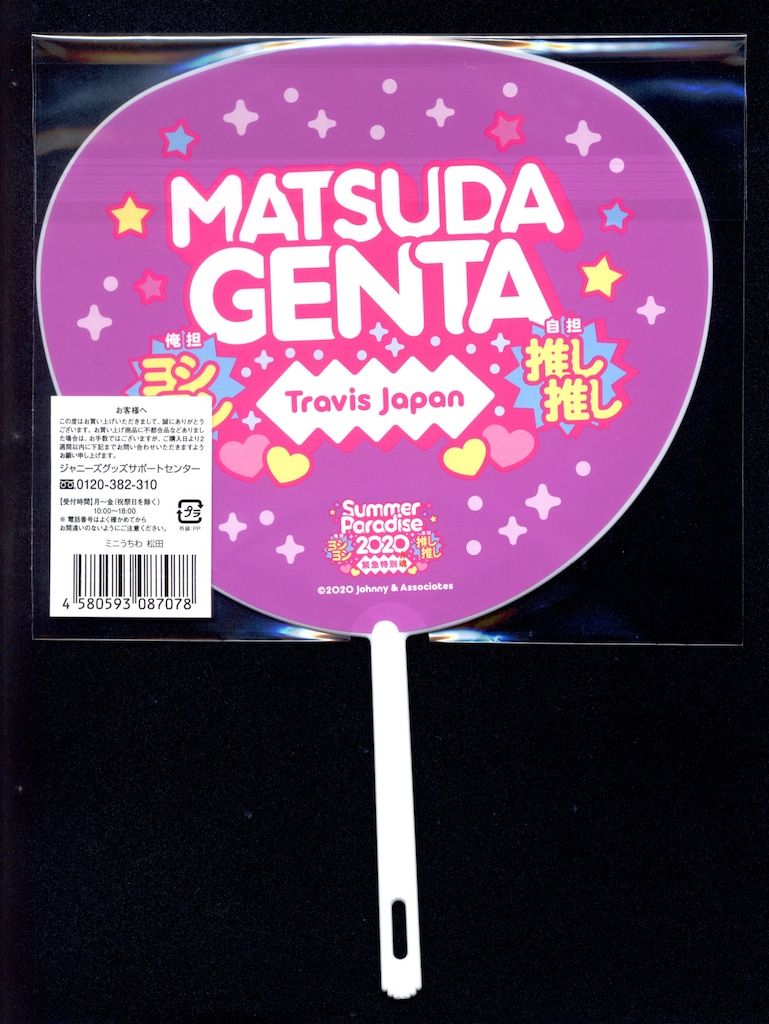 MATSUDA
GENTA
俺担
ヨシ
自担
推し
推し
Travis Japan
お客様へ
この度はお買い上げいただきまして、誠にありがとう
ございます。お買い上げ商品に不都合品などありまし
た場合は、お手数ではございますが、ご購入日より2
週間以内に下記までお問い合わせいただきますよう
お願い申し上げます。
ジャニーズグッズサポートセンター
0120-382-310
【受付時間】月〜金(祝祭日を除く)
10:00〜18:00
※ 電話番号はよく確かめてから
お間違いのないようにご注意ください。
プラ
外装:PP
ミニうちわ 松田
4 580593 087078
Summer
Paradise
2020
ヨシ
ヨシ
推し
推し
緊急特別魂
©2020 Johnny & Associates